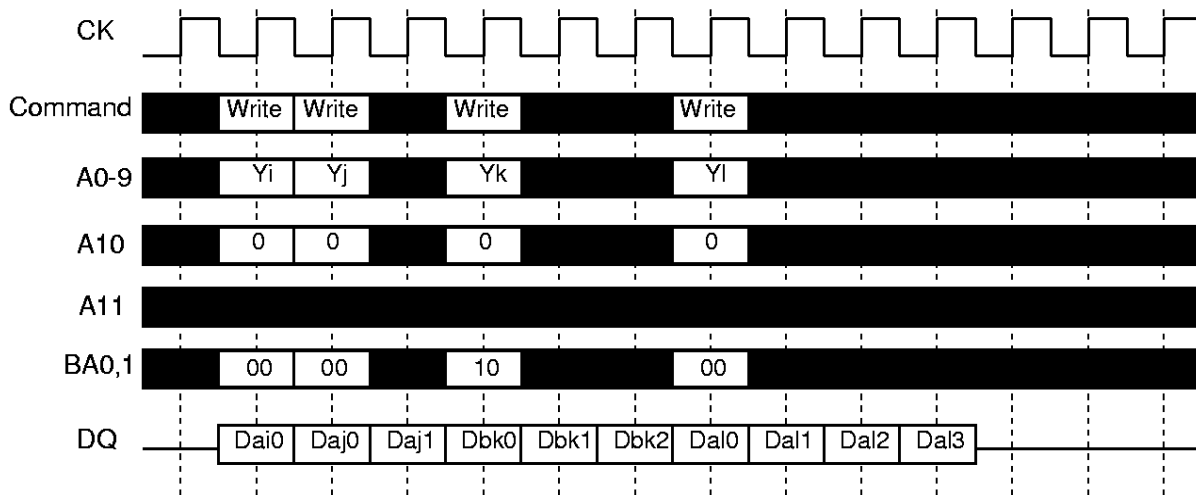 CK
Command Write Write Write Write
A0-9 Yi Yj Yk Yl
A10 0 0 0 0
A11
BA0,1 00 00 10 00
DQ Dai0 Daj0 Daj1 Dbk0 Dbk1 Dbk2 Dal0 Dal1 Dal2 Dal3